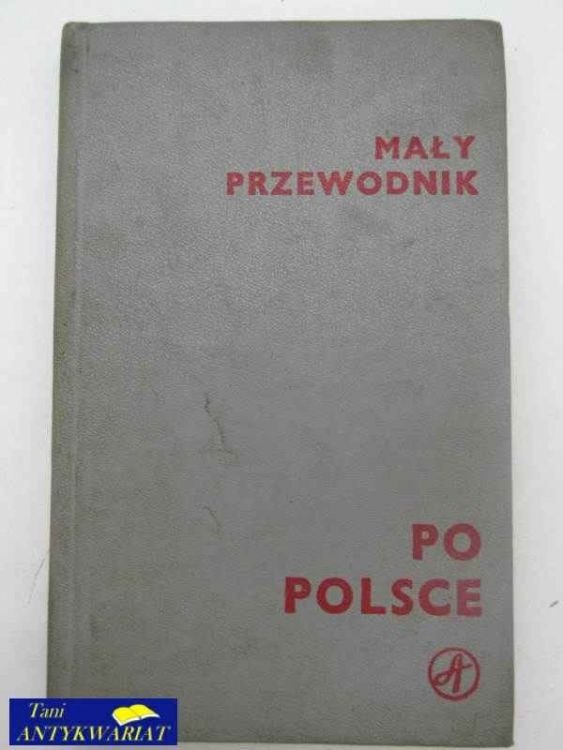 MAŁY
PRZEWODNIK
PO
POLSCE
Tani
ANTYKWARIAT